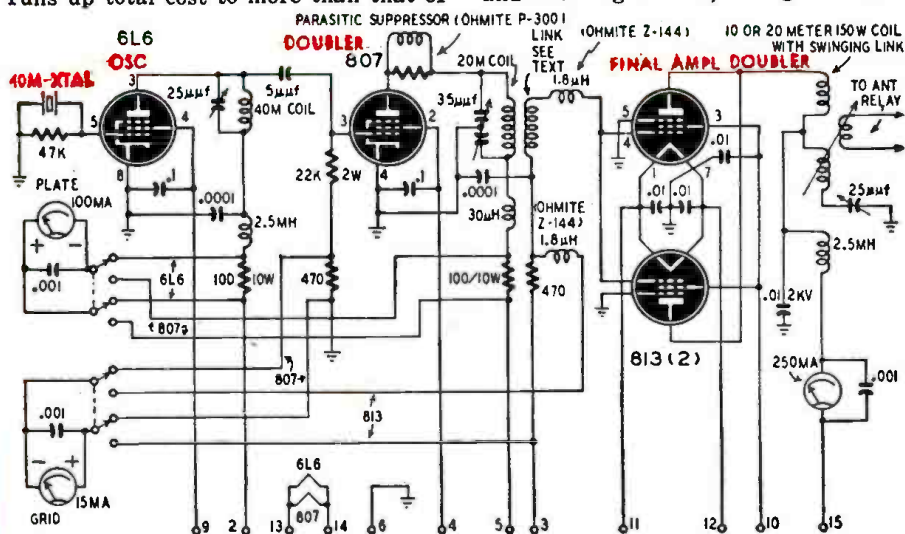 runs up total cost to more than that of
PARASITIC SUPPRESSOR (OHMITE P-300)
6L6
OSC
DOUBLER
807
LINK
SEE
TEXT
(OHMITE Z-144)
10 OR 20 METER 150W COIL
WITH SWINGING LINK
40M-XTAL
25µµf
5µµf
40M COIL
20M COIL
1.8µH
FINAL AMPL DOUBLER
TO ANT
RELAY
35µµf
3
5
4
8
47K
.1
.0001
3
2
4
22K
2W
.1
.0001
5
4
3
1
7
.01
.01
.01
25µµf
PLATE
100MA
+
-
.001
2.5MH
30µH
(OHMITE
Z-144)
1.8µH
2.5MH
6L6
100
10W
470
100/10W
470
.01 2KV
807
813 (2)
807
250MA
.001
.001
813
-
+
15MA
GRID
6L6
807
9
2
13
14
6
4
5
3
11
12
10
15